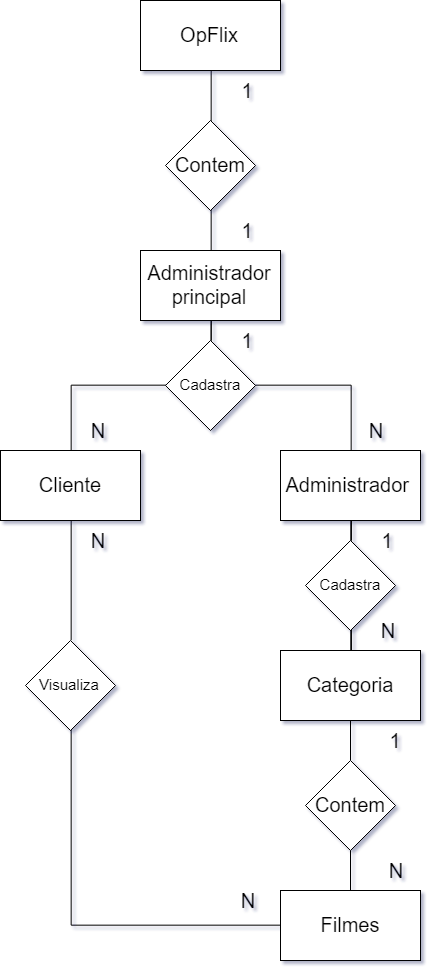 OpFlix
1
Contem
1
Administrador
principal
1
Cadastra
N
N
Cliente
Administrador
N
1
Cadastra
N
Categoria
Visualiza
1
Contem
N
N
Filmes